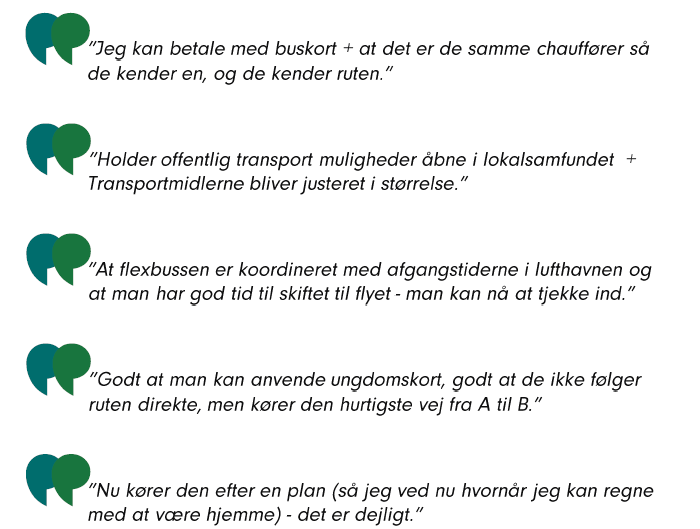 ”Jeg kan betale med buskort + at det er de samme chauffører så
de kender en, og de kender ruten.”
”Holder offentlig transport muligheder åbne i lokalsamfundet +
Transportmidlerne bliver justeret i størrelse.”
”At flexbussen er koordineret med afgangstiderne i lufthavnen og
at man har god tid til skiftet til flyet - man kan nå at tjekke ind.”
”Godt at man kan anvende ungdomskort, godt at de ikke følger
ruten direkte, men kører den hurtigste vej fra A til B.”
”Nu kører den efter en plan (så jeg ved nu hvornår jeg kan regne
med at være hjemme) - det er dejligt.”